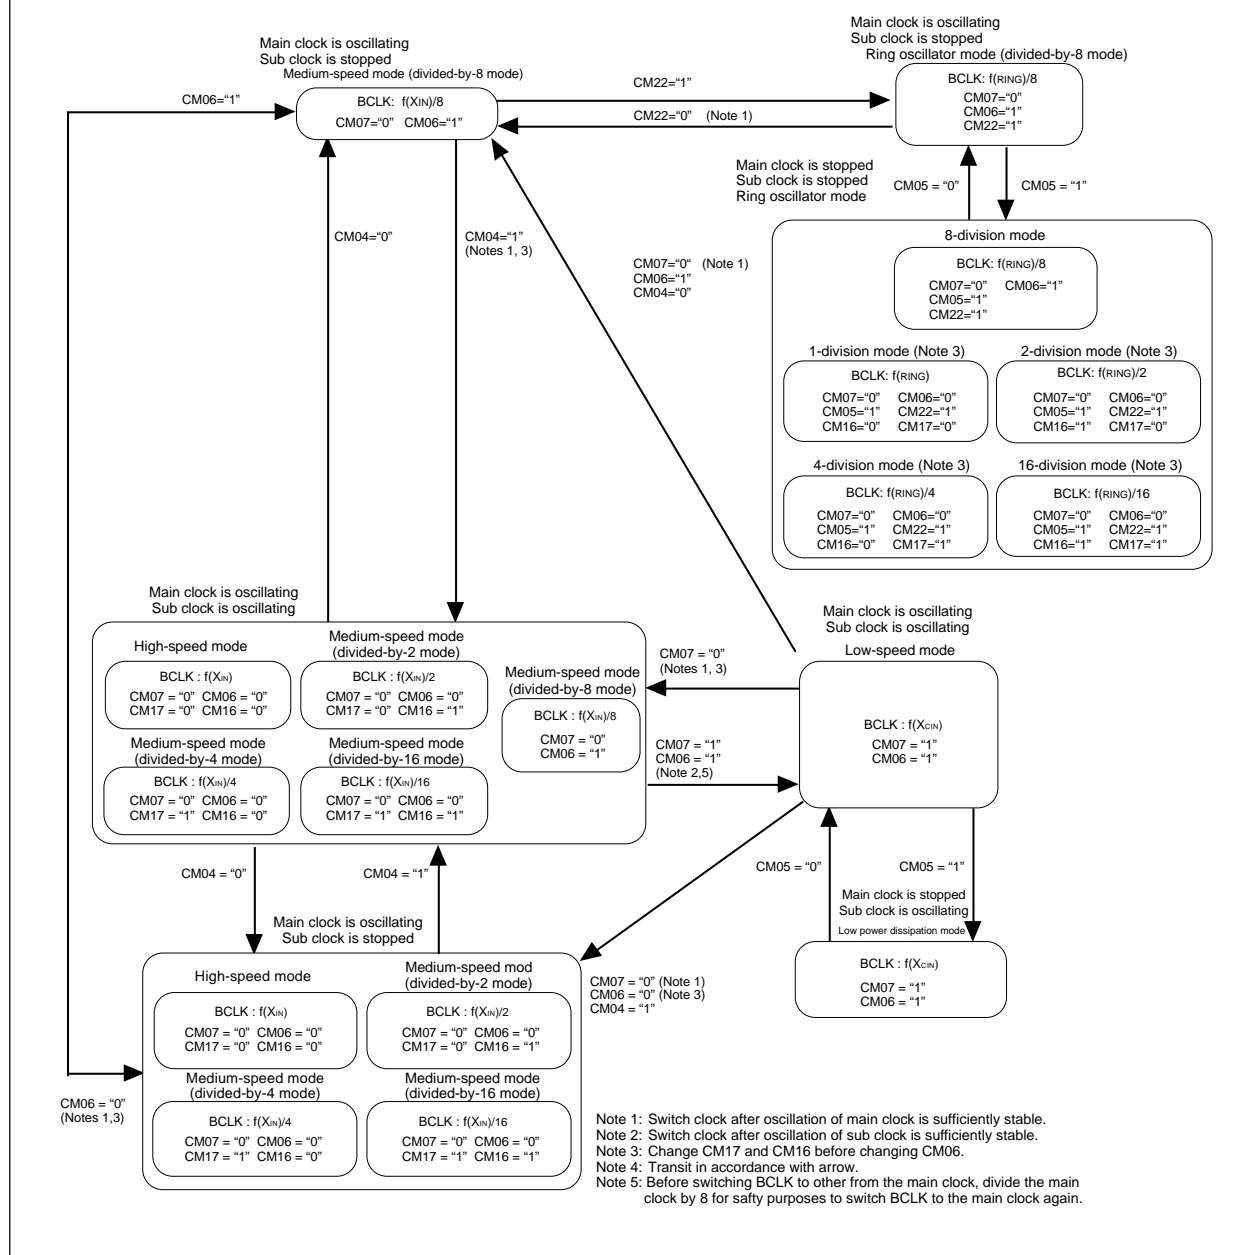 Main clock is oscillating
Sub clock is stopped
Medium-speed mode (divided-by-8 mode)
BCLK: f(XIN)/8
CM07=“0” CM06=“1”
CM06=“1”
CM22=“1”
CM22=“0” (Note 1)
Main clock is oscillating
Sub clock is stopped
Ring oscillator mode (divided-by-8 mode)
BCLK: f(RING)/8
CM07=“0”
CM06=“1”
CM22=“1”
Main clock is stopped
Sub clock is stopped
Ring oscillator mode
CM05 = “0”
CM05 = “1”
8-division mode
BCLK: f(RING)/8
CM07=“0” CM06=“1”
CM05=“1”
CM22=“1”
1-division mode (Note 3)
BCLK: f(RING)
CM07=“0” CM06=“0”
CM05=“1” CM22=“1”
CM16=“0” CM17=“0”
2-division mode (Note 3)
BCLK: f(RING)/2
CM07=“0” CM06=“0”
CM05=“1” CM22=“1”
CM16=“1” CM17=“0”
4-division mode (Note 3)
BCLK: f(RING)/4
CM07=“0” CM06=“0”
CM05=“1” CM22=“1”
CM16=“0” CM17=“1”
16-division mode (Note 3)
BCLK: f(RING)/16
CM07=“0” CM06=“0”
CM05=“1” CM22=“1”
CM16=“1” CM17=“1”
CM04=“0”
CM04=“1”
(Notes 1, 3)
CM07=“0“ (Note 1)
CM06=“1”
CM04=“0”
Main clock is oscillating
Sub clock is oscillating
High-speed mode
BCLK : f(XIN)
CM07 = “0” CM06 = “0”
CM17 = “0” CM16 = “0”
Medium-speed mode
(divided-by-2 mode)
BCLK : f(XIN)/2
CM07 = “0” CM06 = “0”
CM17 = “0” CM16 = “1”
Medium-speed mode
(divided-by-8 mode)
BCLK : f(XIN)/8
CM07 = “0”
CM06 = “1”
Medium-speed mode
(divided-by-4 mode)
BCLK : f(XIN)/4
CM07 = “0” CM06 = “0”
CM17 = “1” CM16 = “0”
Medium-speed mode
(divided-by-16 mode)
BCLK : f(XIN)/16
CM07 = “0” CM06 = “0”
CM17 = “1” CM16 = “1”
CM07 = “0”
(Notes 1, 3)
CM07 = “1”
CM06 = “1”
(Note 2,5)
Main clock is oscillating
Sub clock is oscillating
Low-speed mode
BCLK : f(XCIN)
CM07 = “1”
CM06 = “1”
CM05 = “0”
CM05 = “1”
Main clock is stopped
Sub clock is oscillating
Low power dissipation mode
BCLK : f(XCIN)
CM07 = “1”
CM06 = “1”
CM04 = “0”
CM04 = “1”
Main clock is oscillating
Sub clock is stopped
High-speed mode
BCLK : f(XIN)
CM07 = “0” CM06 = “0”
CM17 = “0” CM16 = “0”
Medium-speed mod
(divided-by-2 mode)
BCLK : f(XIN)/2
CM07 = “0” CM06 = “0”
CM17 = “0” CM16 = “1”
Medium-speed mode
(divided-by-4 mode)
BCLK : f(XIN)/4
CM07 = “0” CM06 = “0”
CM17 = “1” CM16 = “0”
Medium-speed mode
(divided-by-16 mode)
BCLK : f(XIN)/16
CM07 = “0” CM06 = “0”
CM17 = “1” CM16 = “1”
CM07 = “0” (Note 1)
CM06 = “0” (Note 3)
CM04 = “1”
CM06 = “0”
(Notes 1,3)
Note 1: Switch clock after oscillation of main clock is sufficiently stable.
Note 2: Switch clock after oscillation of sub clock is sufficiently stable.
Note 3: Change CM17 and CM16 before changing CM06.
Note 4: Transit in accordance with arrow.
Note 5: Before switching BCLK to other from the main clock, divide the main
clock by 8 for safty purposes to switch BCLK to the main clock again.